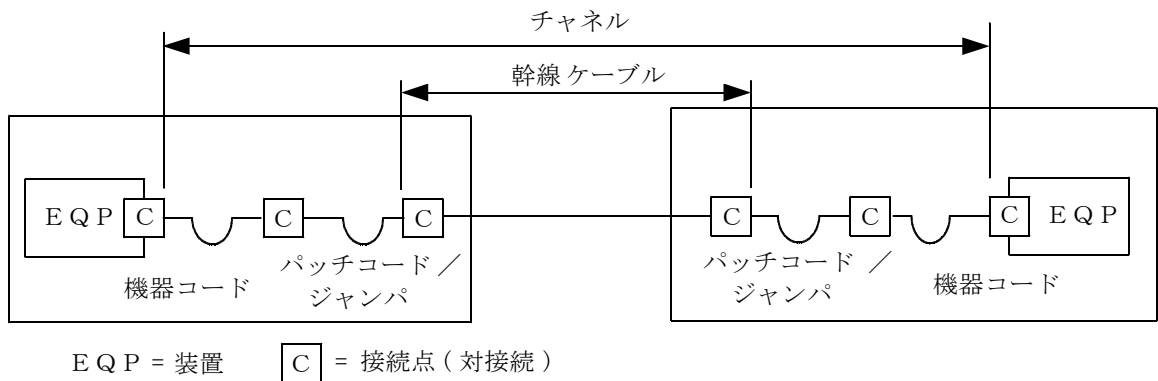 チャネル
幹線ケーブル
EQP C C C C C C EQP
機器コード
パッチコード/
ジャンパ
パッチコード /
ジャンパ
機器コード
EQP = 装置 C = 接続点(対接続)